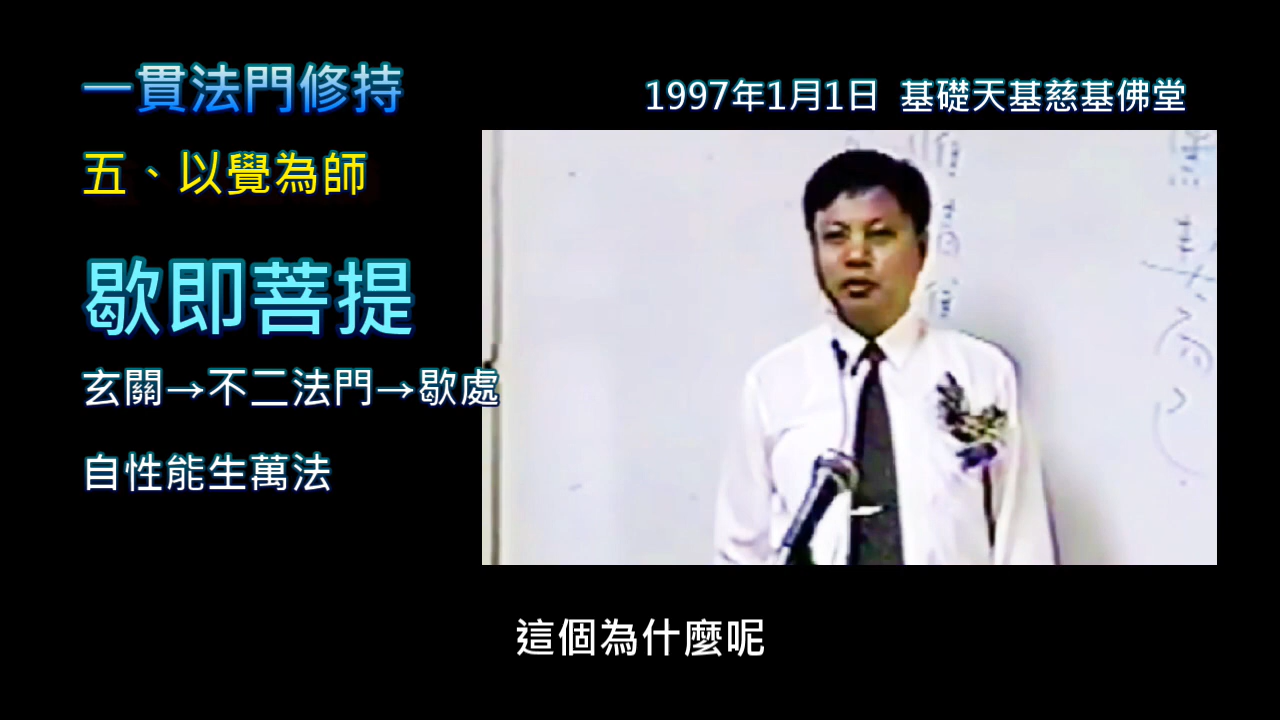 一貫法門修持
1997年1月1日 基礎天基慈基佛堂
五、以覺為師
歇即菩提
玄關→不二法門→歇處
自性能生萬法
這個為什麼呢